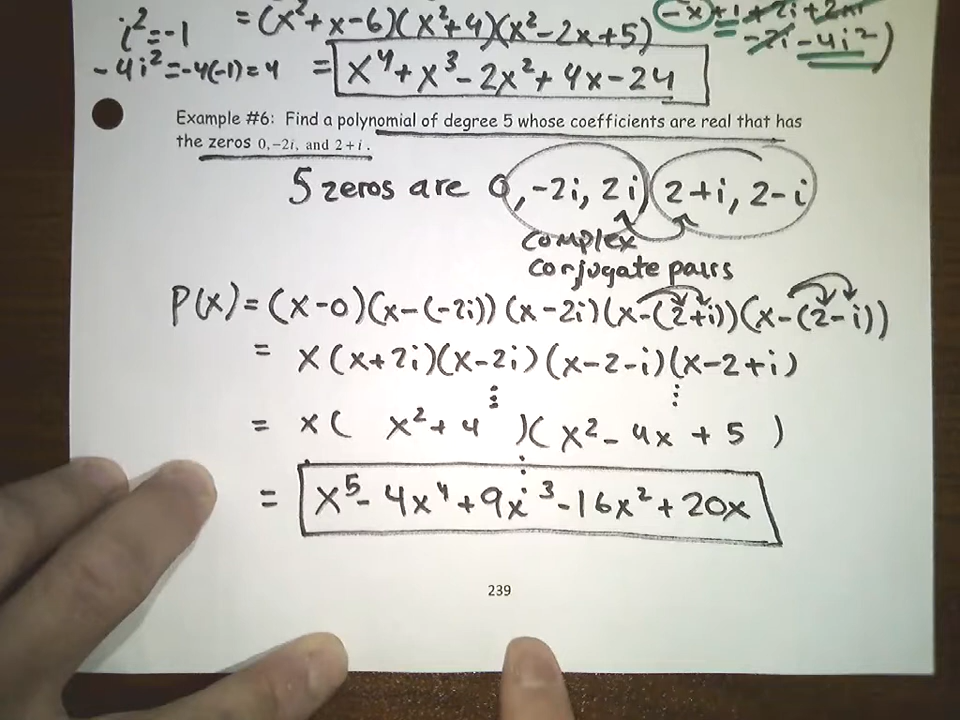 i²=-1
= (x²+x-6)(x²+4)(x²-2x+5)
-x+1+2i+2xi
-2i-4i²)
-4i²=-4(-1)=4
= x⁴+x³-2x²+4x-24
Example #6: Find a polynomial of degree 5 whose coefficients are real that has
the zeros 0, -2i, and 2+i.
5 zeros are 0, -2i, 2i, 2+i, 2-i
complex
conjugate pairs
P(x)=(x-0)(x-(-2i))(x-2i)(x-(2+i))(x-(2-i))
= x(x+2i)(x-2i)(x-2-i)(x-2+i)
= x( x²+4 )( x²-4x+5 )
= x⁵-4x⁴+9x³-16x²+20x
239